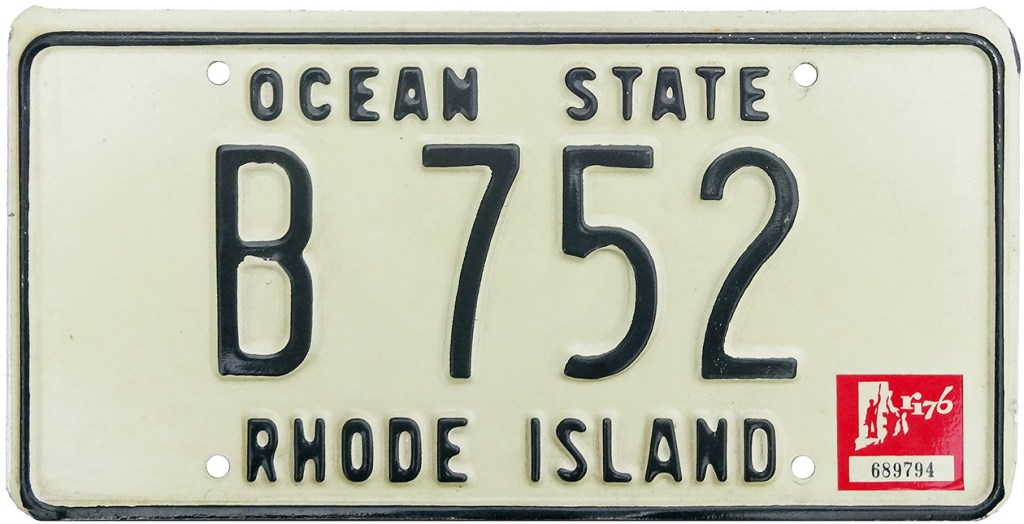 OCEAN STATE
B 752
RHODE ISLAND
ri76
689794